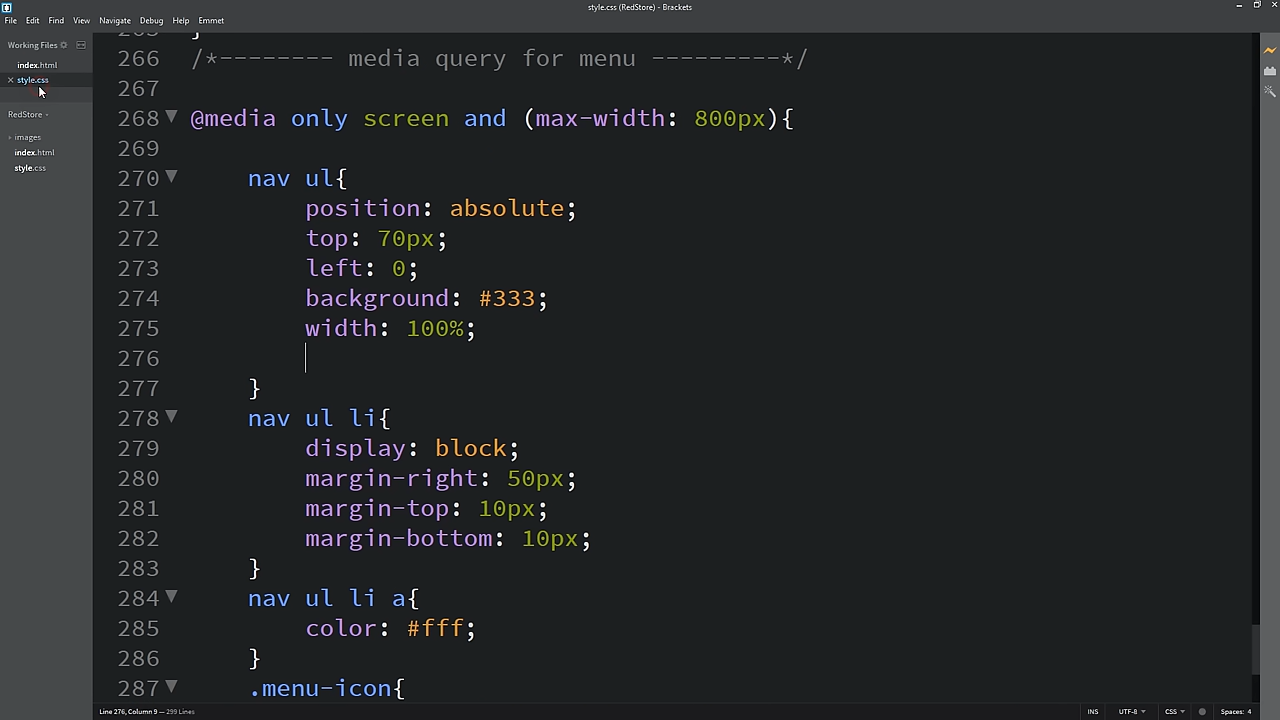 style.css (RedStore) - Brackets
File Edit Find View Navigate Debug Help Emmet
Working Files
index.html
style.css
RedStore
images
index.html
style.css
266 /*-------- media query for menu ---------*/
267
268 @media only screen and (max-width: 800px){
269
270 nav ul{
271 position: absolute;
272 top: 70px;
273 left: 0;
274 background: #333;
275 width: 100%;
276
277 }
278 nav ul li{
279 display: block;
280 margin-right: 50px;
281 margin-top: 10px;
282 margin-bottom: 10px;
283 }
284 nav ul li a{
285 color: #fff;
286 }
287 .menu-icon{
Line 276, Column 9 — 299 Lines
INS UTF-8 CSS Spaces: 4